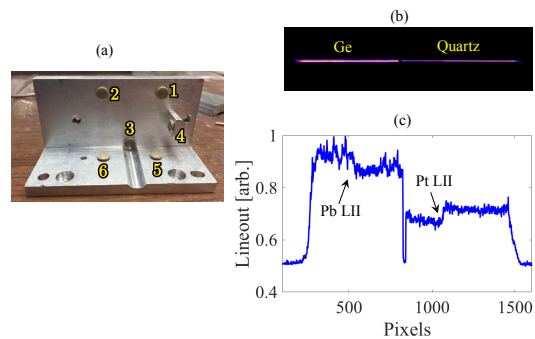 (a)
1
2
3
4
5
6
(b)
Ge Quartz
(c)
Lineout [arb.]
1
0.8
0.6
0.4
Pb LII
Pt LII
500 1000 1500
Pixels